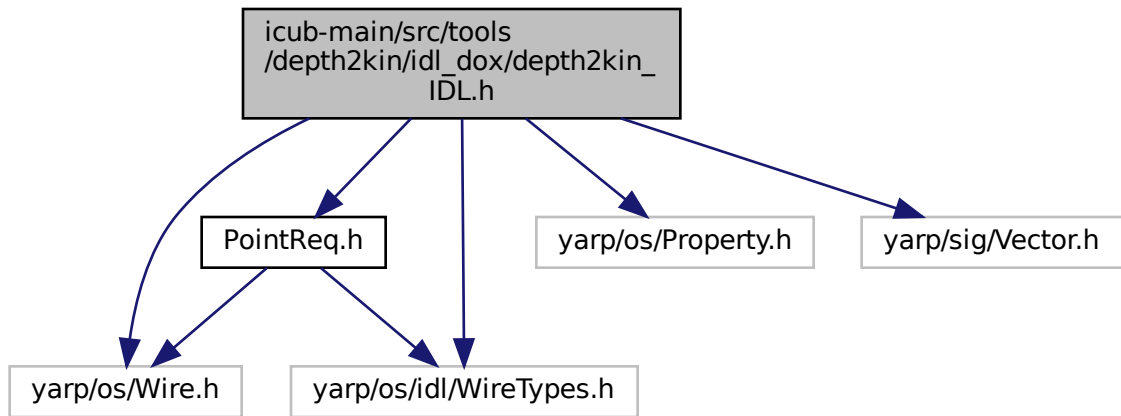 icub-main/src/tools
/depth2kin/idl_dox/depth2kin_
IDL.h
PointReq.h
yarp/os/Property.h
yarp/sig/Vector.h
yarp/os/Wire.h
yarp/os/idl/WireTypes.h